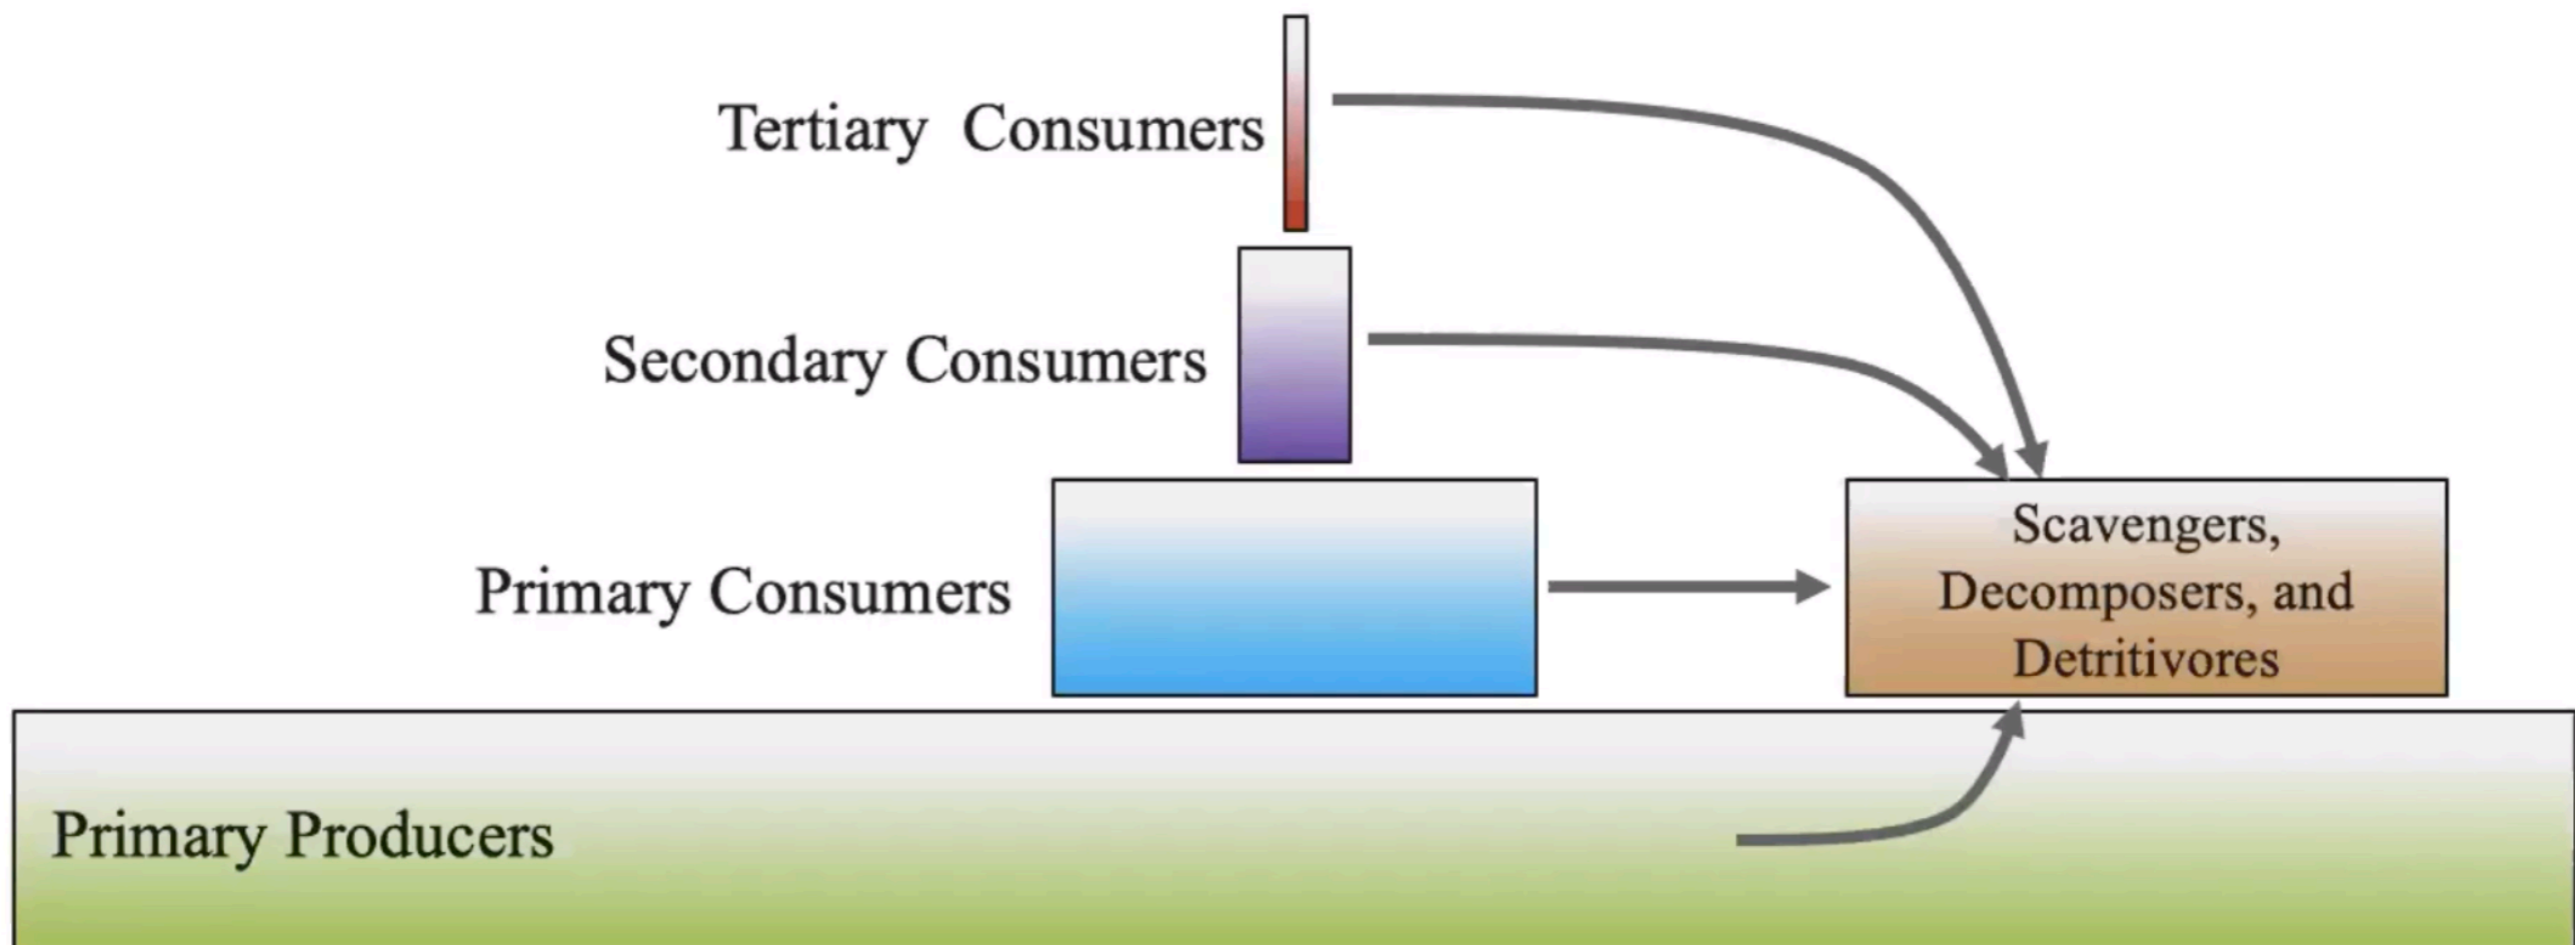 Tertiary  Consumers
Secondary Consumers
Primary Consumers
Scavengers,
Decomposers, and
Detritivores
Primary Producers